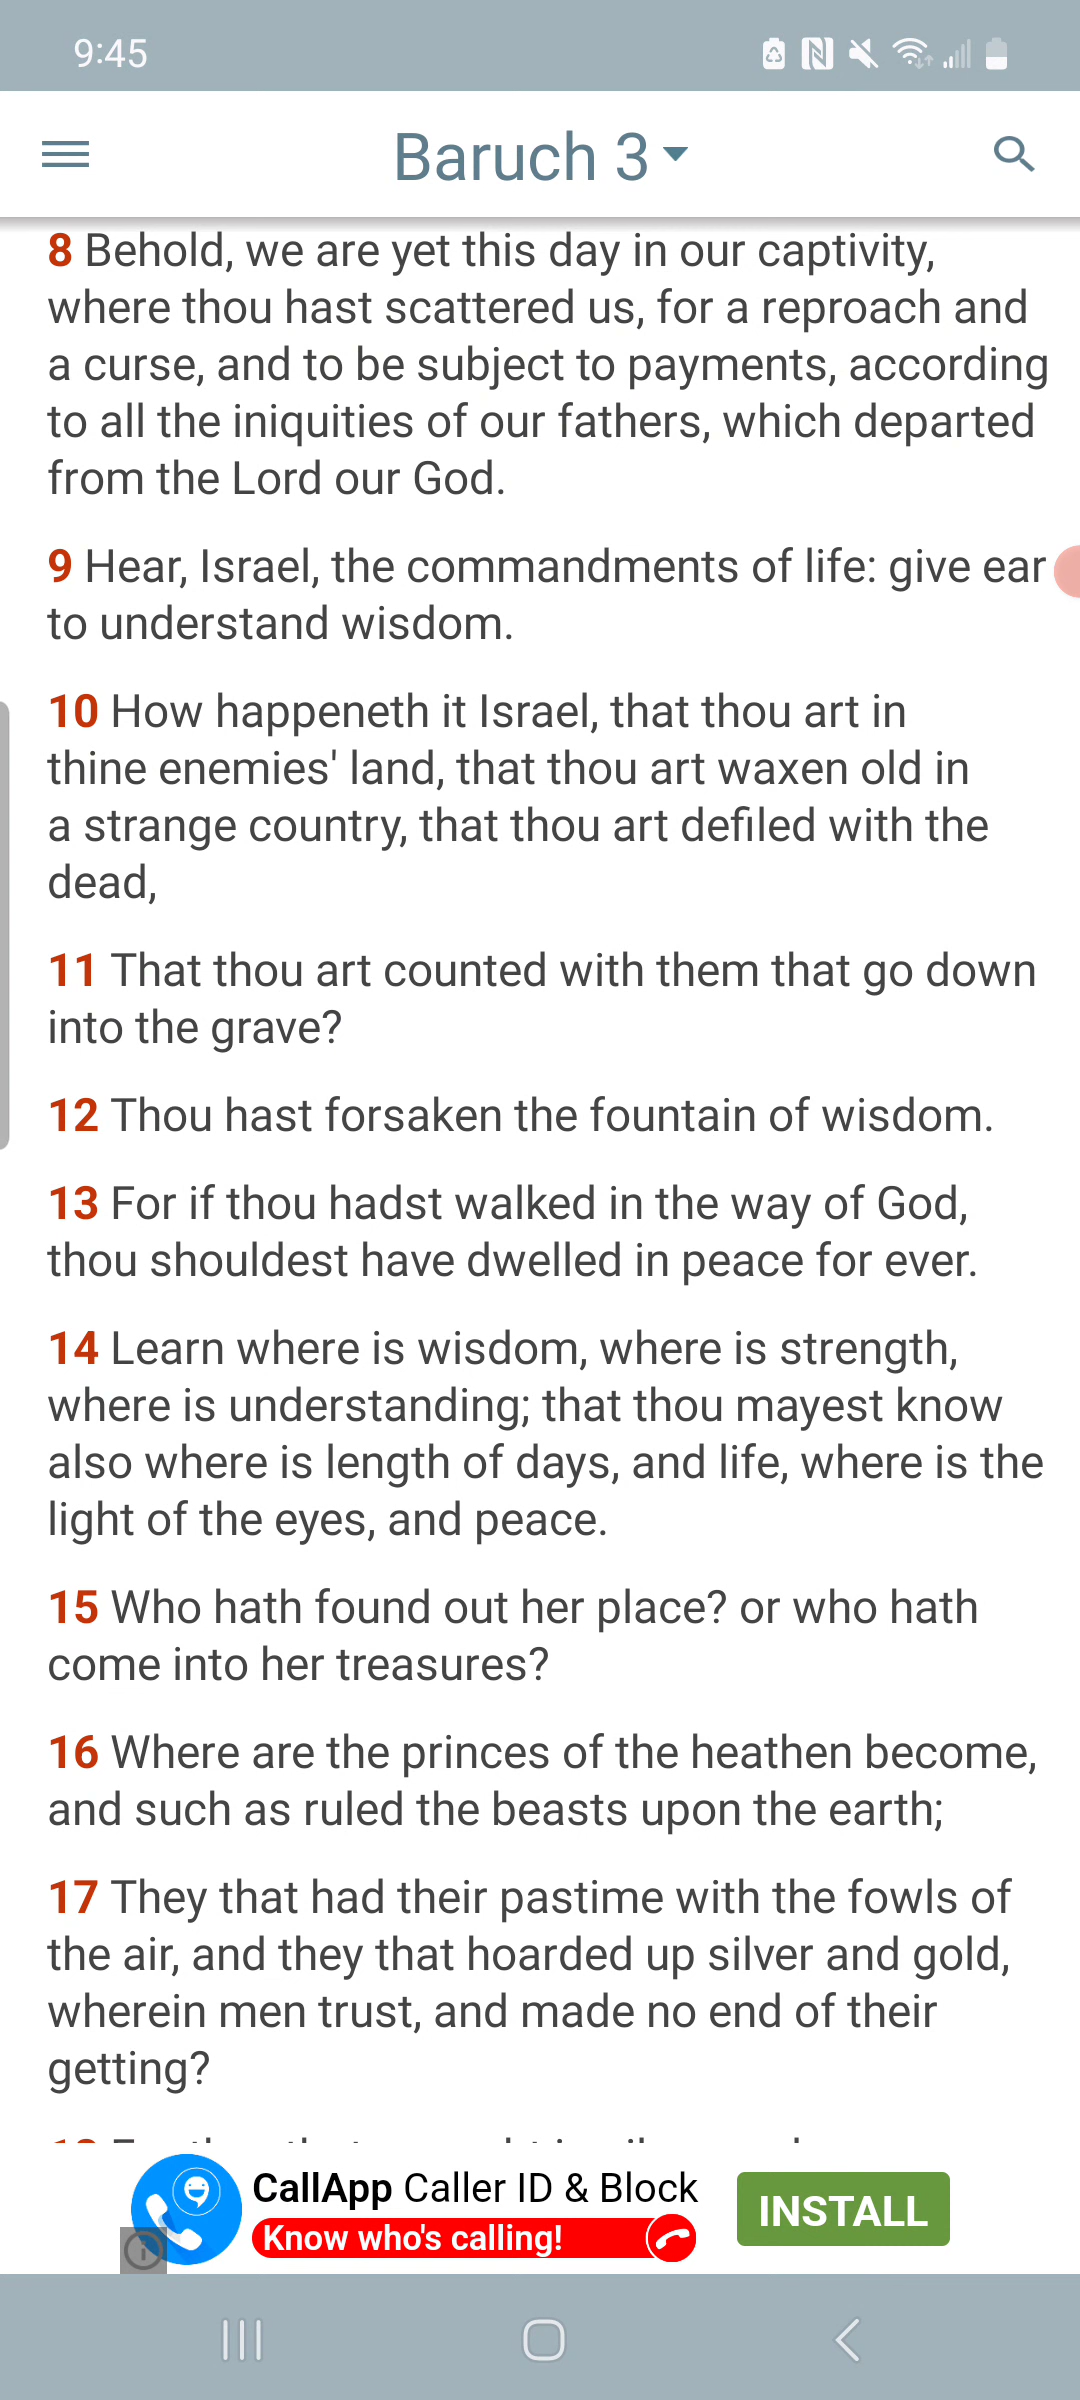 9:45
Baruch 3
8 Behold, we are yet this day in our captivity,
where thou hast scattered us, for a reproach and
a curse, and to be subject to payments, according
to all the iniquities of our fathers, which departed
from the Lord our God.
9 Hear, Israel, the commandments of life: give ear
to understand wisdom.
10 How happeneth it Israel, that thou art in
thine enemies' land, that thou art waxen old in
a strange country, that thou art defiled with the
dead,
11 That thou art counted with them that go down
into the grave?
12 Thou hast forsaken the fountain of wisdom.
13 For if thou hadst walked in the way of God,
thou shouldest have dwelled in peace for ever.
14 Learn where is wisdom, where is strength,
where is understanding; that thou mayest know
also where is length of days, and life, where is the
light of the eyes, and peace.
15 Who hath found out her place? or who hath
come into her treasures?
16 Where are the princes of the heathen become,
and such as ruled the beasts upon the earth;
17 They that had their pastime with the fowls of
the air, and they that hoarded up silver and gold,
wherein men trust, and made no end of their
getting?
CallApp Caller ID & Block
Know who's calling!
INSTALL